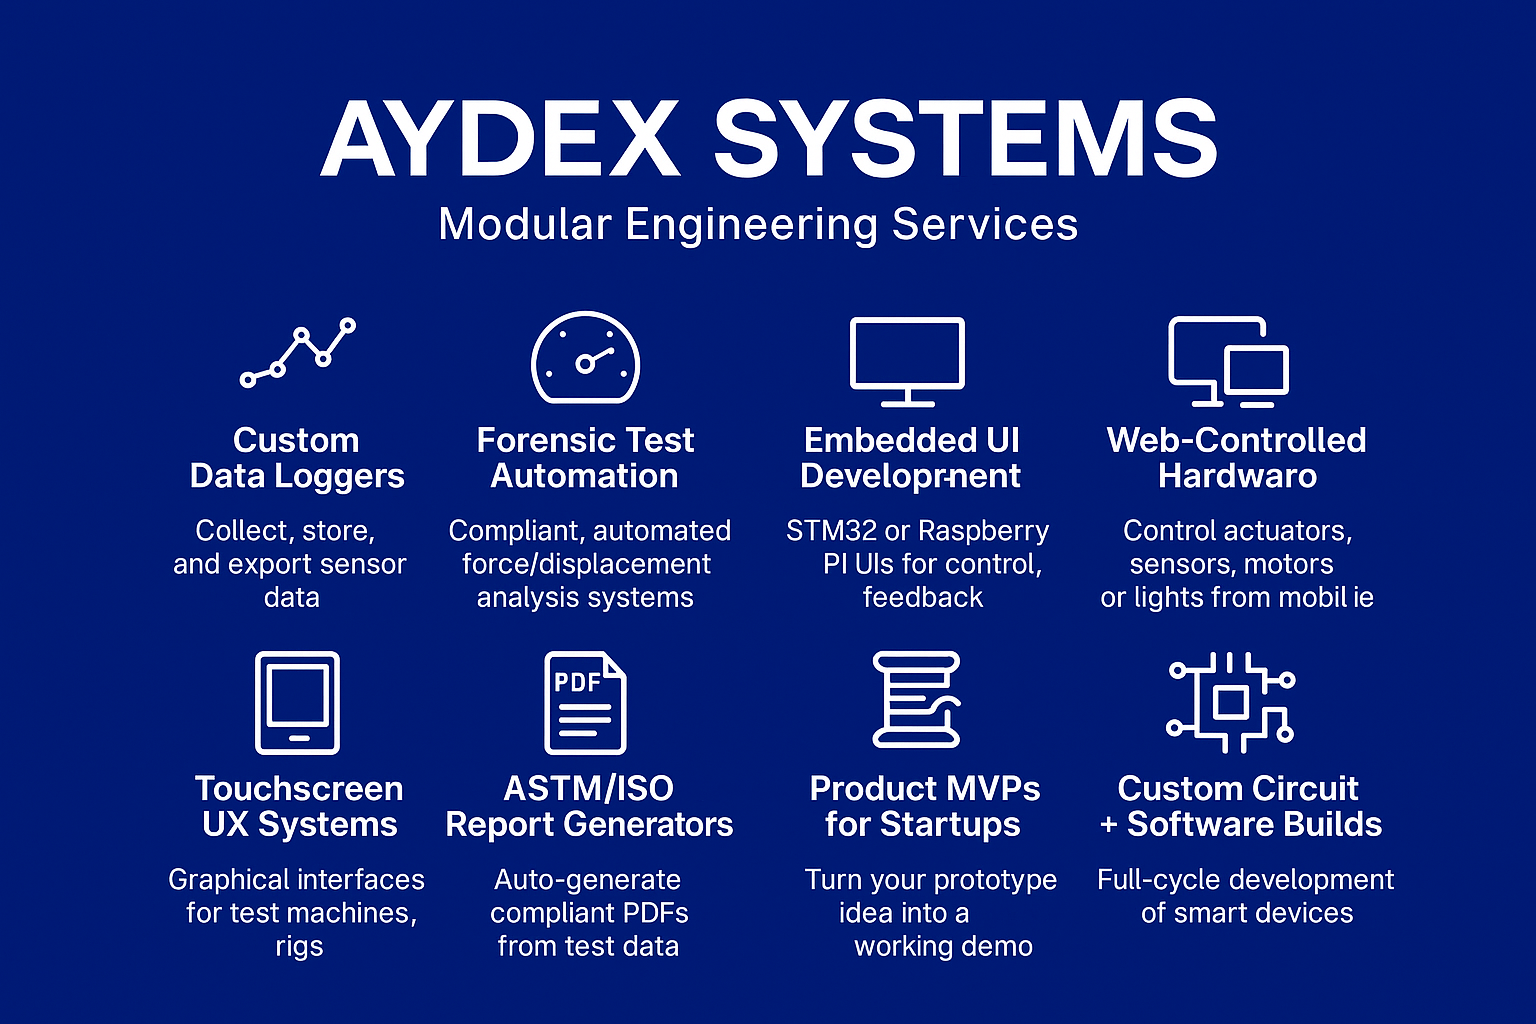 AYDEX SYSTEMS
Modular Engineering Services
Custom
Data Loggers
Collect, store,
and export sensor
data
Forensic Test
Automation
Compliant, automated
force/displacement
analysis systems
Embedded UI
Development
STM32 or Raspberry
PI UIs for control,
feedback
Web-Controlled
Hardwaro
Control actuators,
sensors, motors
or lights from mobil ie
Touchscreen
UX Systems
Graphical interfaces
for test machines,
rigs
PDF
ASTM/ISO
Report Generators
Auto-generate
compliant PDFs
from test data
Product MVPs
for Startups
Turn your prototype
idea into a
working demo
Custom Circuit
+ Software Builds
Full-cycle development
of smart devices